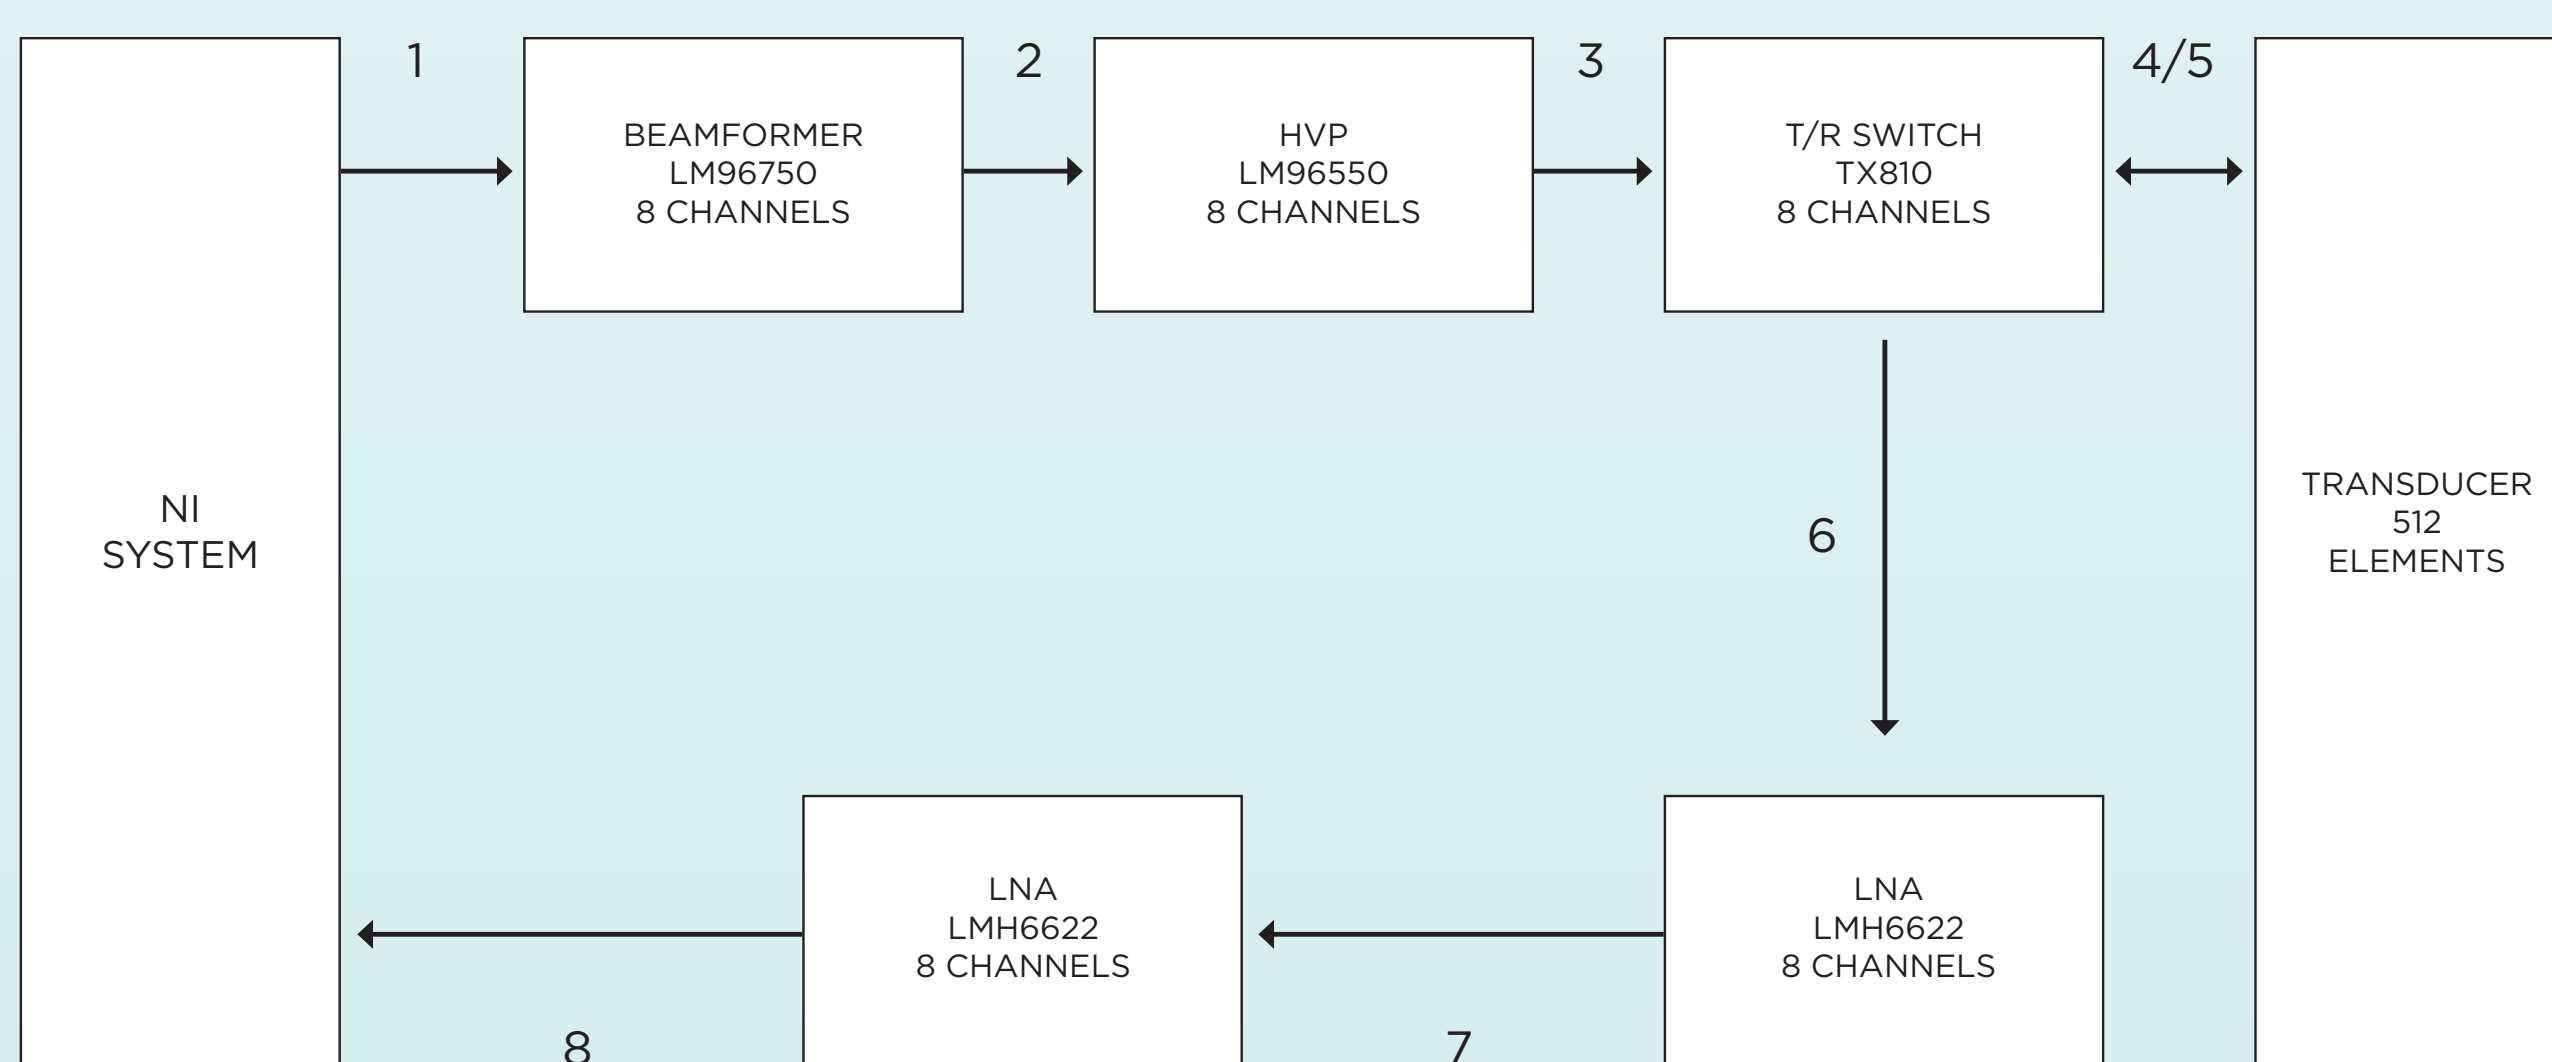 1
2
3
4/5
BEAMFORMER
LM96750
8 CHANNELS
HVP
LM96550
8 CHANNELS
T/R SWITCH
TX810
8 CHANNELS
NI
SYSTEM
6
TRANSDUCER
512
ELEMENTS
LNA
LMH6622
8 CHANNELS
LNA
LMH6622
8 CHANNELS
8
7